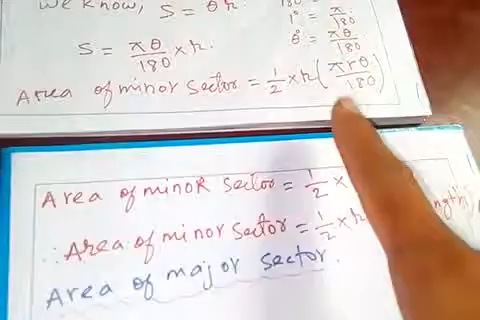 We know, S = θr
180
1° = π/180
θ° = πθ/180
S = πθ/180 × r.
Area of minor sector = 1/2 × r (πrθ/180)
Area of minor sector = 1/2 ×
∴ Area of minor sector = 1/2 × r
Area of major sector.